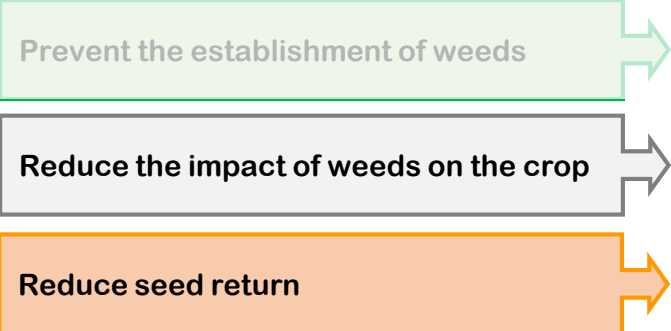 Prevent the establishment of weeds
Reduce the impact of weeds on the crop
Reduce seed return